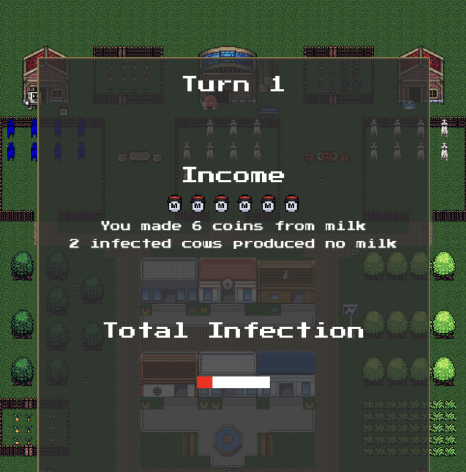 Turn 1
Income
M M M M M M
You made 6 coins from milk
2 infected cows produced no milk
Total Infection